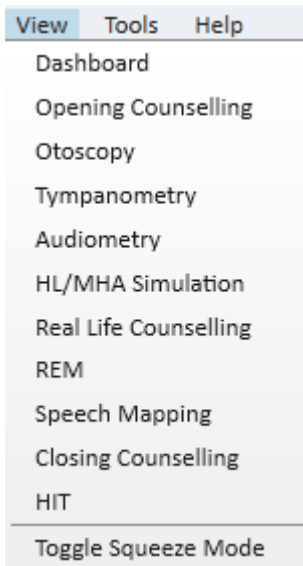 View Tools Help
Dashboard
Opening Counselling
Otoscopy
Tympanometry
Audiometry
HL/MHA Simulation
Real Life Counselling
REM
Speech Mapping
Closing Counselling
HIT
Toggle Squeeze Mode